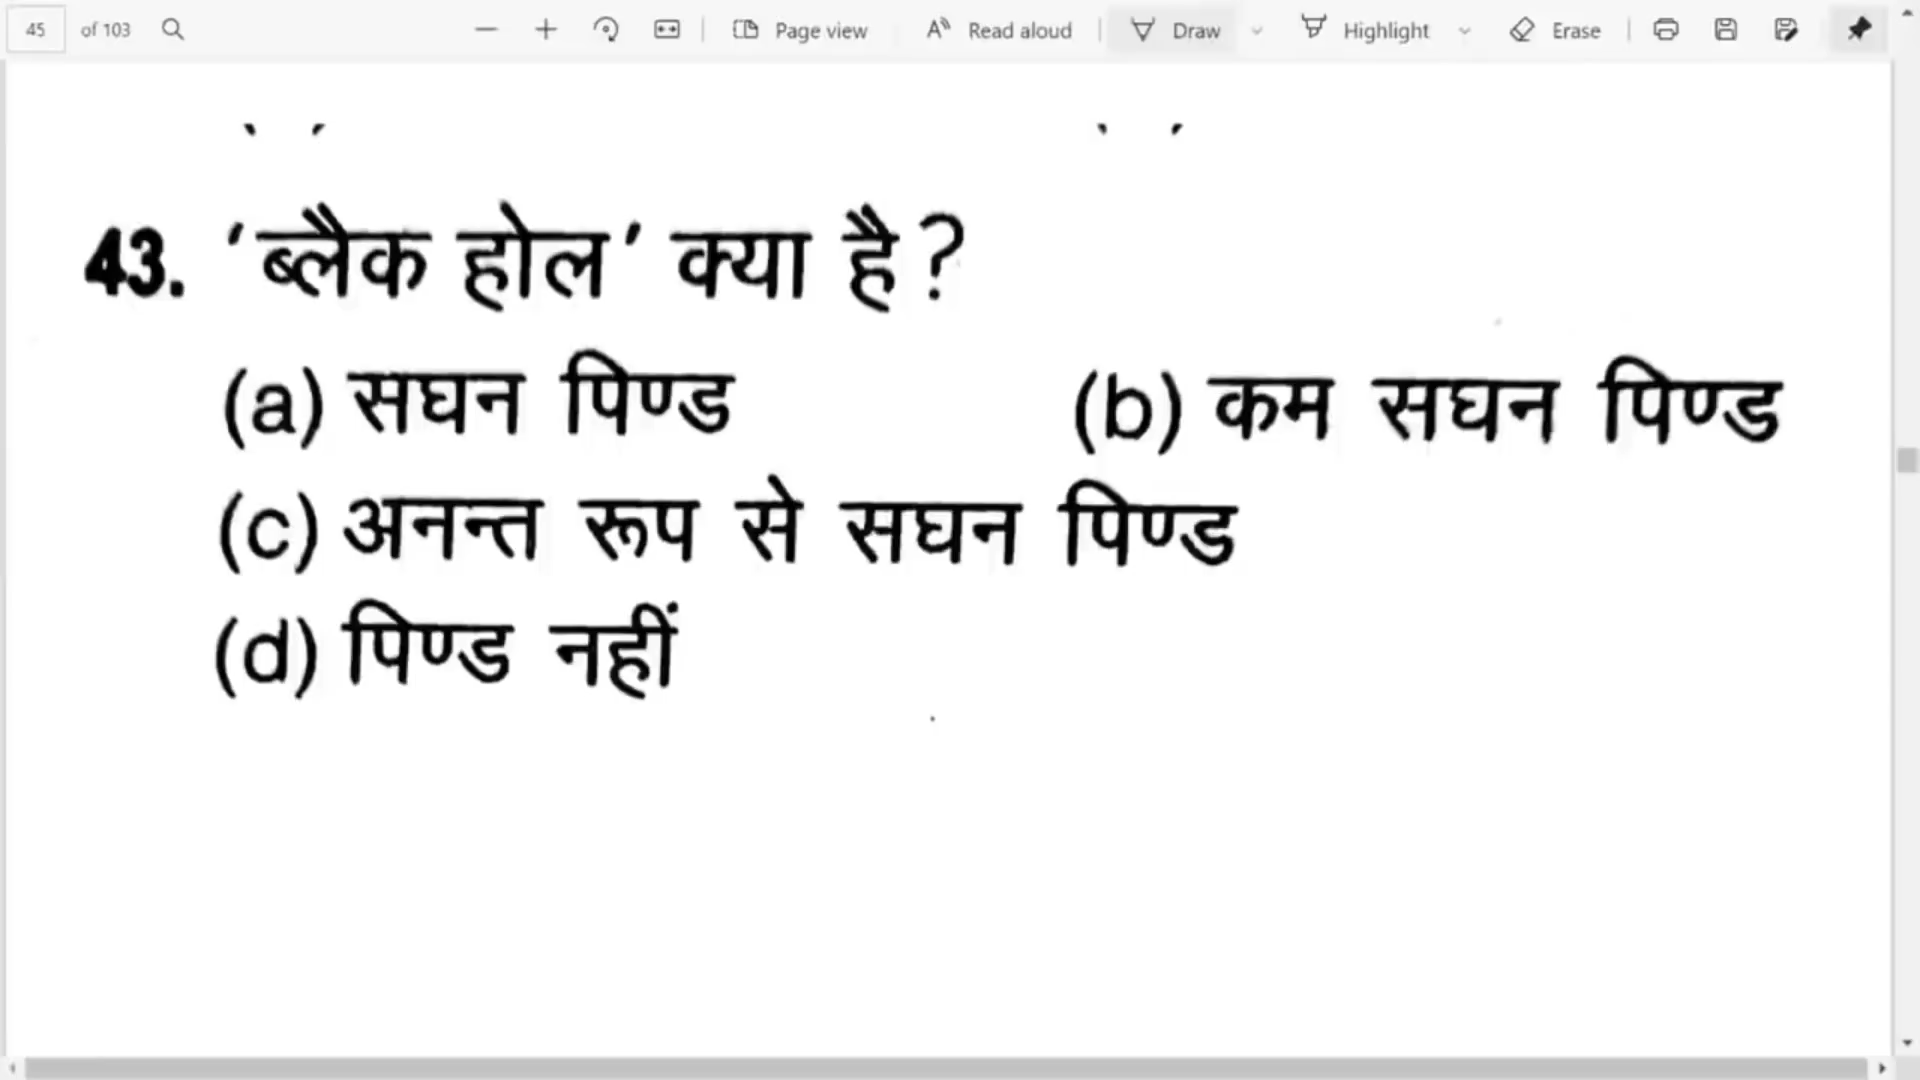 45 of 103 Page view Read aloud Draw Highlight Erase
43. ‘ब्लैक होल’ क्या है?
(a) सघन पिण्ड (b) कम सघन पिण्ड
(c) अनन्त रूप से सघन पिण्ड
(d) पिण्ड नहीं